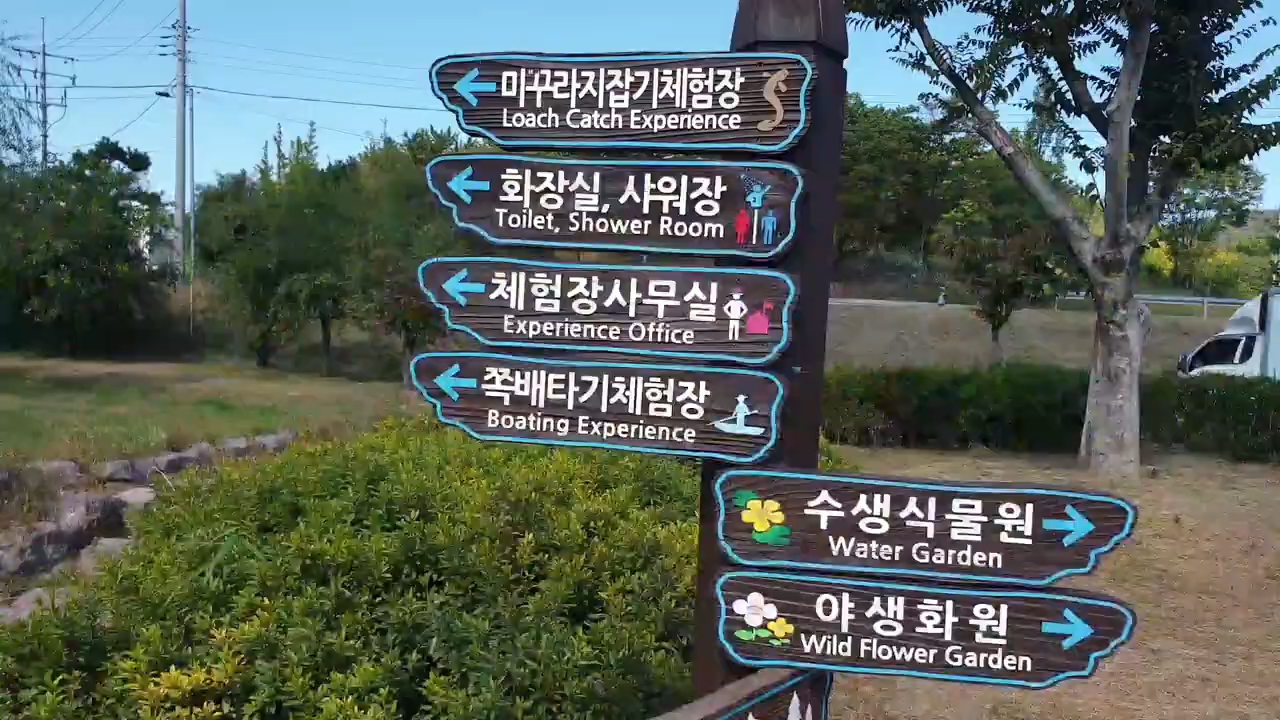 미꾸라지잡기체험장
Loach Catch Experience
화장실, 샤워장
Toilet, Shower Room
체험장사무실
Experience Office
쪽배타기체험장
Boating Experience
수생식물원
Water Garden
야생화원
Wild Flower Garden